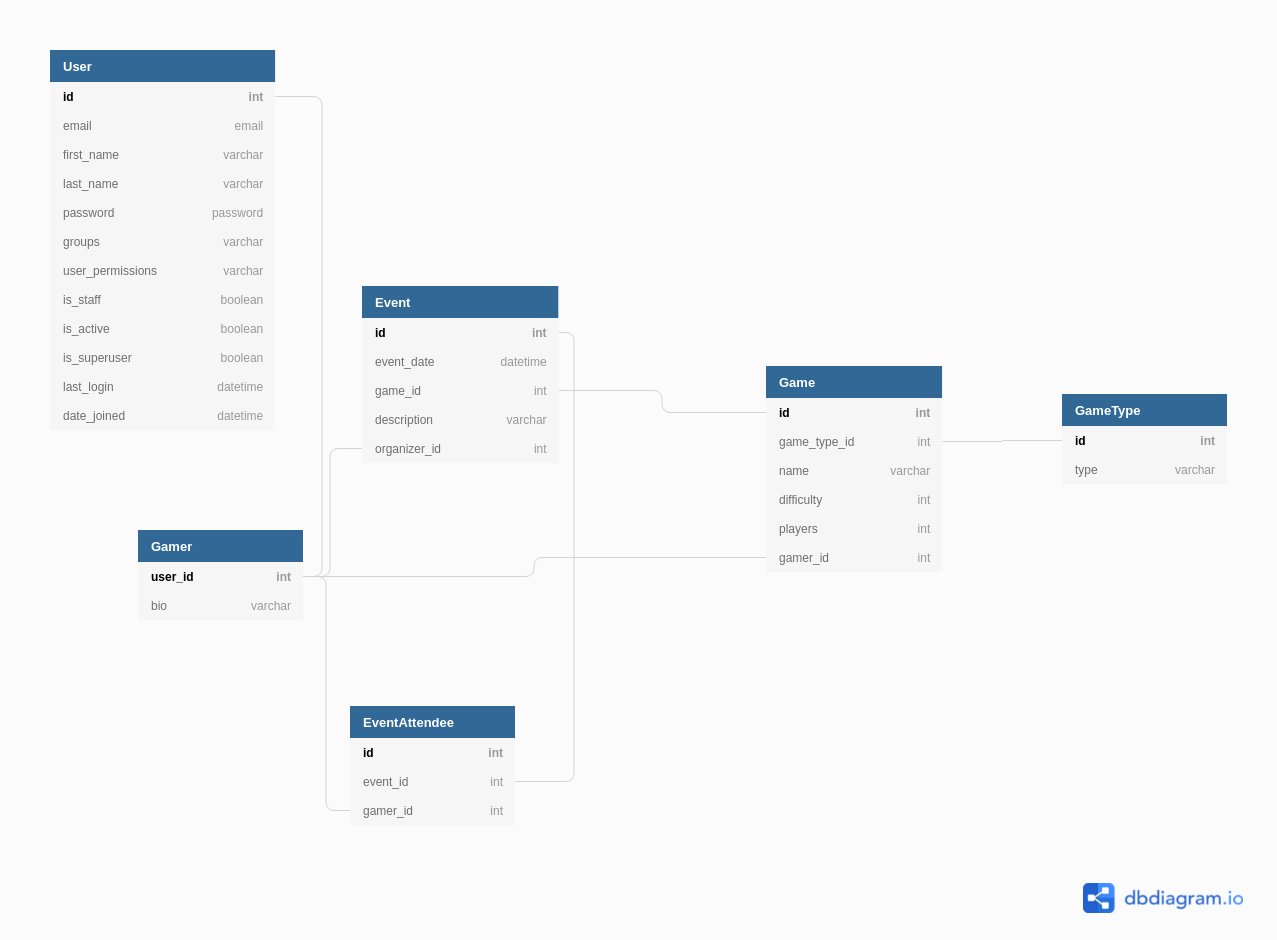 User
id int
email email
first_name varchar
last_name varchar
password password
groups varchar
user_permissions varchar
is_staff boolean
is_active boolean
is_superuser boolean
last_login datetime
date_joined datetime
Event
id int
event_date datetime
game_id int
description varchar
organizer_id int
Game
id int
game_type_id int
name varchar
difficulty int
players int
gamer_id int
GameType
id int
type varchar
Gamer
user_id int
bio varchar
EventAttendee
id int
event_id int
gamer_id int
dbdiagram.io